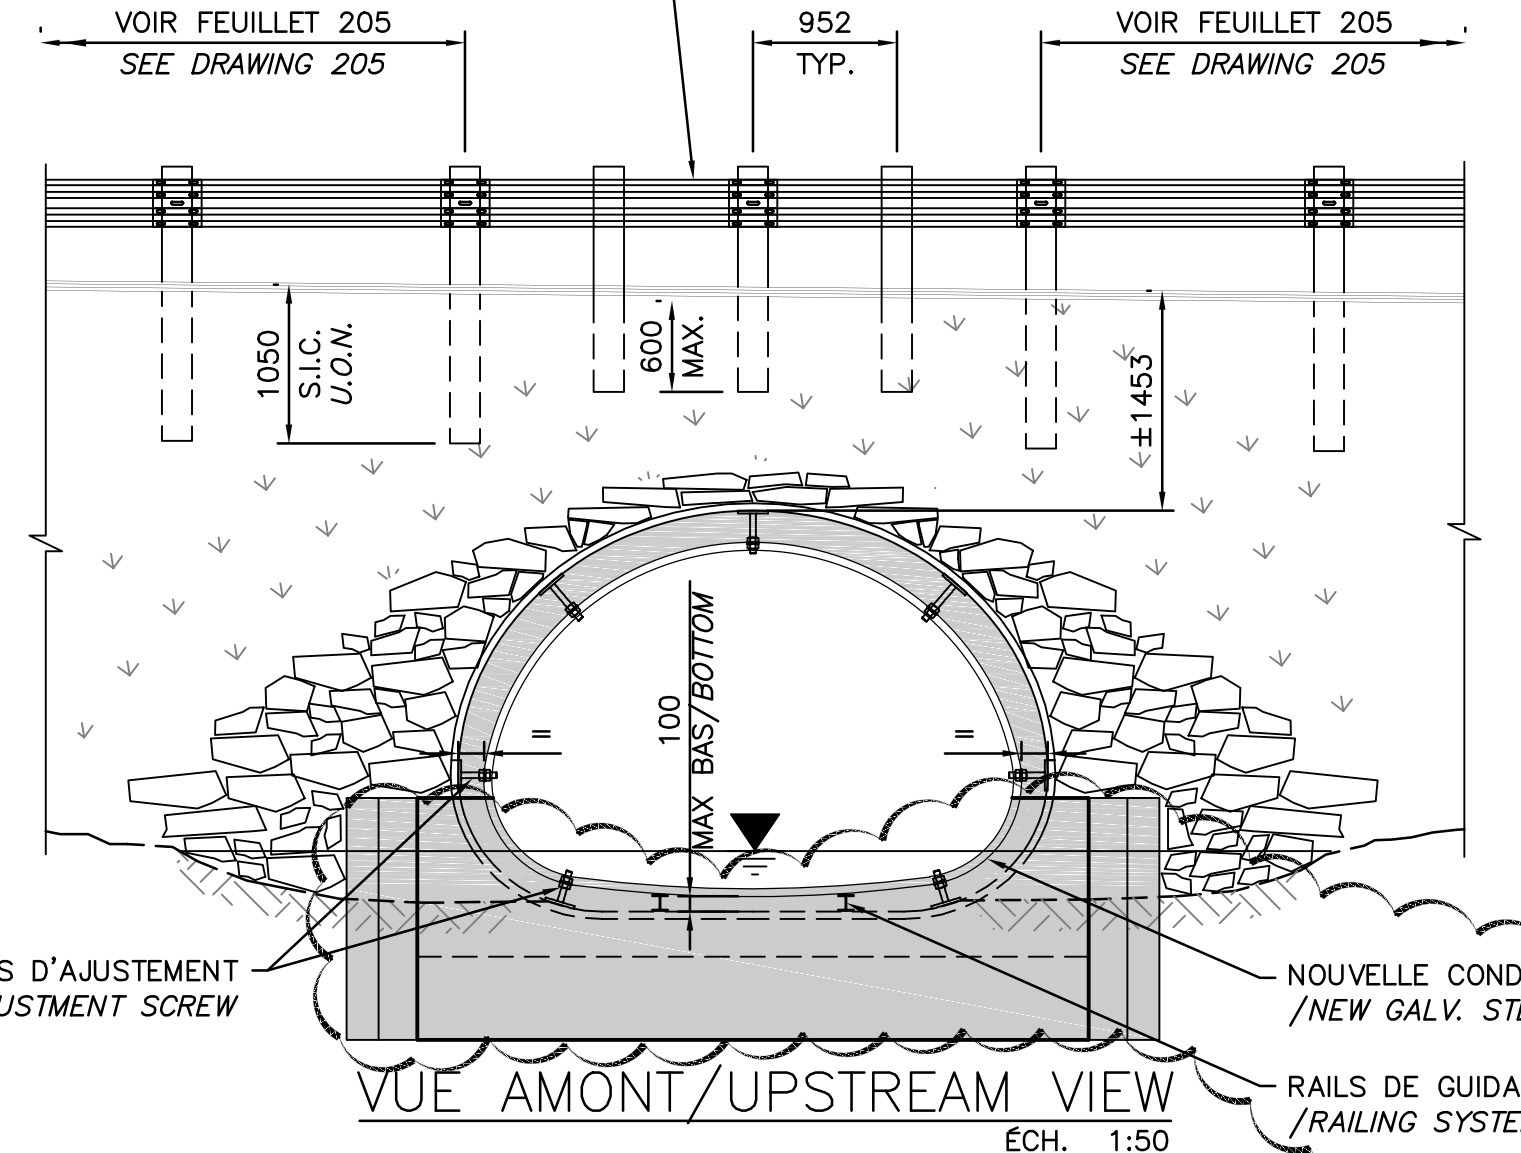 VOIR FEUILLET 205
SEE DRAWING 205
952
TYP.
VOIR FEUILLET 205
SEE DRAWING 205
1050
S.I.C.
U.O.N.
600
MAX.
±1453
100
MAX BAS/BOTTOM
=
=
S D'AJUSTEMENT
USTMENT SCREW
NOUVELLE COND
/NEW GALV. STE
RAILS DE GUIDA
/RAILING SYSTE
VUE AMONT/UPSTREAM VIEW
ÉCH. 1:50